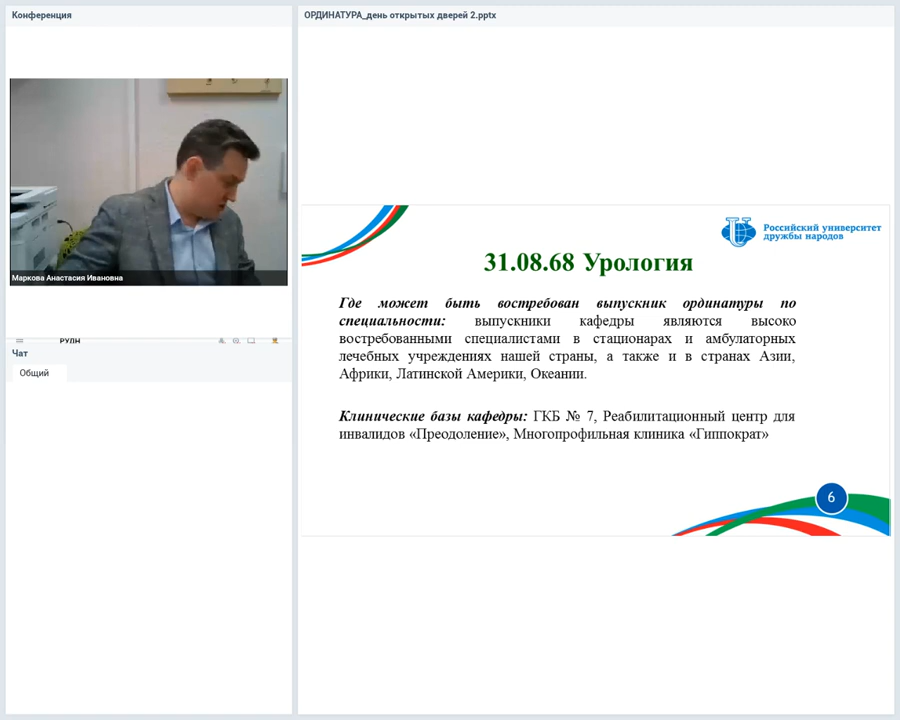 Конференция
ОРДИНАТУРА_день открытых дверей 2.pptx
Маркова Анастасия Ивановна
РУДН
Чат
Общий
Российский университет
дружбы народов
31.08.68 Урология
Где может быть востребован выпускник ординатуры по
специальности: выпускники кафедры являются высоко
востребованными специалистами в стационарах и амбулаторных
лечебных учреждениях нашей страны, а также и в странах Азии,
Африки, Латинской Америки, Океании.
Клинические базы кафедры: ГКБ № 7, Реабилитационный центр для
инвалидов «Преодоление», Многопрофильная клиника «Гиппократ»
6